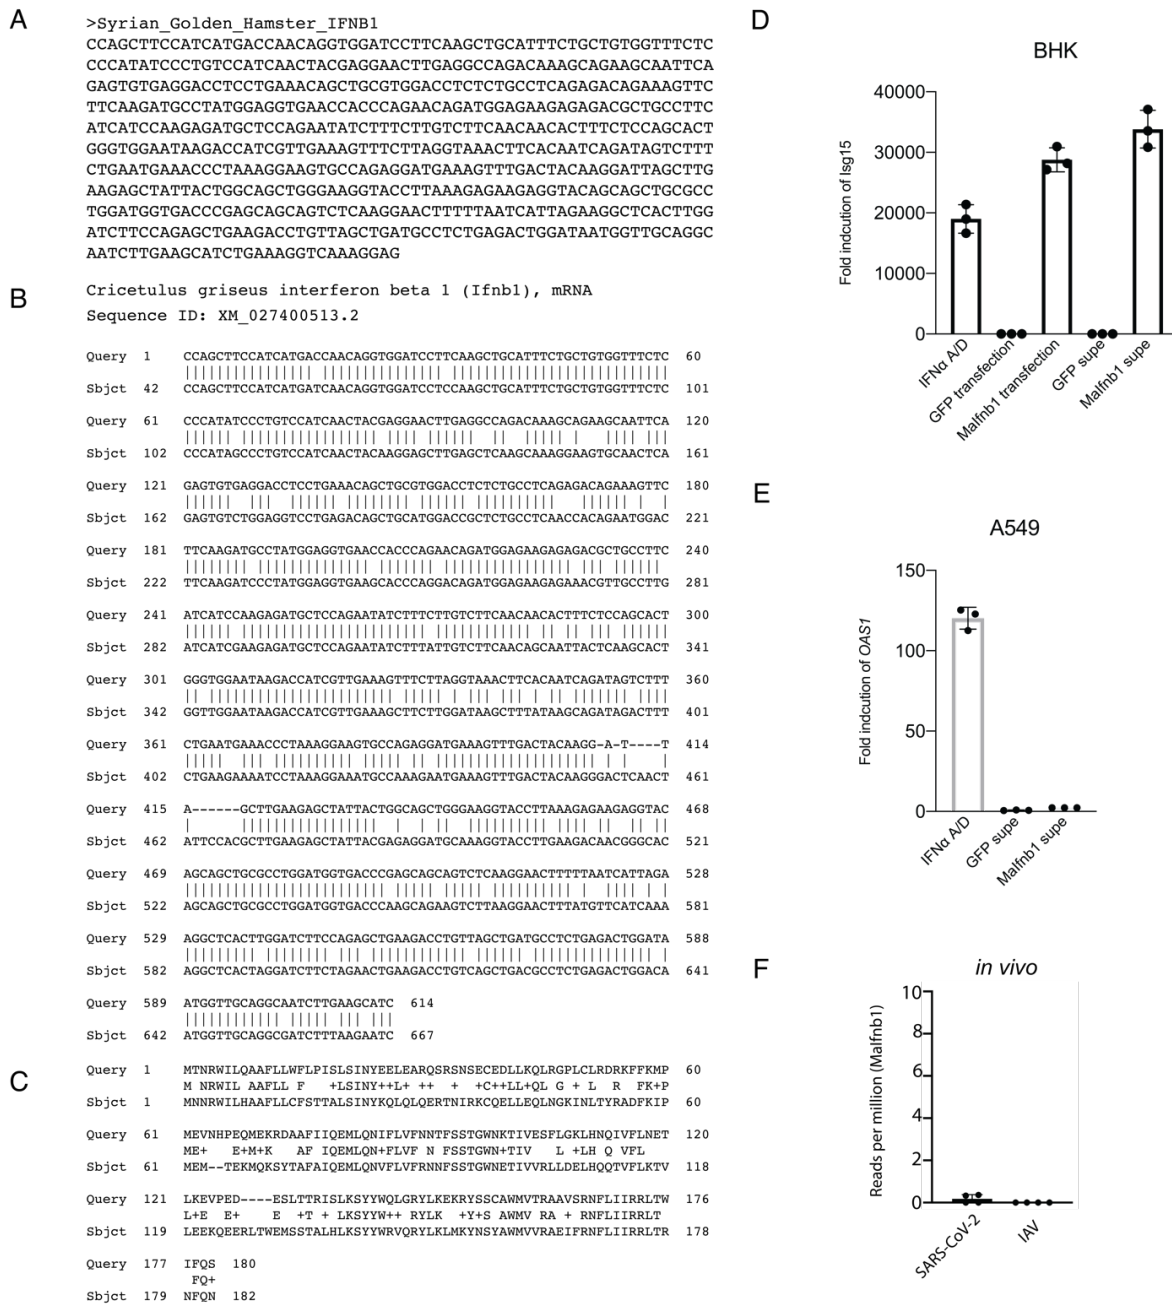 A
>Syrian_Golden_Hamster_IFNB1
CCAGCTTCCATCATGACCAACAGGTGGATCCTTCAAGCTGCATTTCTGCTGTGGTTTCTC
CCCATATCCCTGTCCATCAACTACGAGGAACTTGAGGCCAGACAAAGCAGAAGCAATTCA
GAGTGTGAGGACCTCCTGAAACAGCTGCGTGGACCTCTCTGCCTCAGAGACAGAAAGTTC
TTCAAGATGCCTATGGAGGTGAACCACCCAGAACAGATGGAGAAGAGAGACGCTGCCTTC
ATCATCCAAGAGATGCTCCAGAATATCTTTCTTGTCTTCAACAACACTTTCTCCAGCACT
GGGTGGAATAAGACCATCGTTGAAAGTTTCTTAGGTAAACTTCACAATCAGATAGTCTTT
CTGAATGAAACCCTAAAGGAAGTGCCAGAGGATGAAAGTTTGACTACAAGGATTAGCTTG
AAGAGCTATTACTGGCAGCTGGGAAGGTACCTTAAAGAGAAGAGGTACAGCAGCTGCGCC
TGGATGGTGACCCGAGCAGCAGTCTCAAGGAACTTTTTAATCATTAGAAGGCTCACTTGG
ATCTTCCAGAGCTGAAGACCTGTTAGCTGATGCCTCTGAGACTGGATAATGGTTGCAGGC
AATCTTGAAGCATCTGAAAGGTCAAAGGAG
B
Cricetulus griseus interferon beta 1 (Ifnb1), mRNA
Sequence ID: XM_027400513.2
Query 1 CCAGCTTCCATCATGACCAACAGGTGGATCCTTCAAGCTGCATTTCTGCTGTGGTTTCTC 60
Sbjct 42 CCAGCTTCCATCATGATCAACAGGTGGATCCTCCAAGCTGCATTTCTGCTGTGGTTTCTC 101
Query 61 CCCATATCCCTGTCCATCAACTACGAGGAACTTGAGGCCAGACAAAGCAGAAGCAATTCA 120
Sbjct 102 CCCATAGCCCTGTCCATCAACTACAAGGAGCTTGAGCTCAAGCAAAGGAAGTGCAACTCA 161
Query 121 GAGTGTGAGGACCTCCTGAAACAGCTGCGTGGACCTCTCTGCCTCAGAGACAGAAAGTTC 180
Sbjct 162 GAGTGTCTGGAGGTCCTGAGACAGCTGCATGGACCGCTCTGCCTCAACCACAGAATGGAC 221
Query 181 TTCAAGATGCCTATGGAGGTGAACCACCCAGAACAGATGGAGAAGAGAGACGCTGCCTTC 240
Sbjct 222 TTCAAGATCCCTATGGAGGTGAAGCACCCAGGACAGATGGAGAAGAGAAACGTTGCCTTG 281
Query 241 ATCATCCAAGAGATGCTCCAGAATATCTTTCTTGTCTTCAACAACACTTTCTCCAGCACT 300
Sbjct 282 ATCATCGAAGAGATGCTCCAGAATATCTTTATTGTCTTCAACAGCAATTACTCAAGCACT 341
Query 301 GGGTGGAATAAGACCATCGTTGAAAGTTTCTTAGGTAAACTTCACAATCAGATAGTCTTT 360
Sbjct 342 GGTTGGAATAAGACCATCGTTGAAAGCTTCTTGGATAAGCTTTATAAGCAGATAGACTTT 401
Query 361 CTGAATGAAACCCTAAAGGAAGTGCCAGAGGATGAAAGTTTGACTACAAGG-A-T----T 414
Sbjct 402 CTGAAGAAAATCCTAAAGGAAATGCCAAAGAATGAAAGTTTGACTACAAGGGACTCAACT 461
Query 415 A------GCTTGAAGAGCTATTACTGGCAGCTGGGAAGGTACCTTAAAGAGAAGAGGTAC 468
Sbjct 462 ATTCCACGCTTGAAGAGCTATTACGAGAGGATGCAAAGGTACCTTGAAGACAACGGGCAC 521
Query 469 AGCAGCTGCGCCTGGATGGTGACCCGAGCAGCAGTCTCAAGGAACTTTTTAATCATTAGA 528
Sbjct 522 AGCAGCTGCGCCTGGATGGTGACCCAAGCAGAAGTCTTAAGGAACTTTATGTTCATCAAA 581
Query 529 AGGCTCACTTGGATCTTCCAGAGCTGAAGACCTGTTAGCTGATGCCTCTGAGACTGGATA 588
Sbjct 582 AGGCTCACTAGGATCTTCTAGAACTGAAGACCTGTCAGCTGACGCCTCTGAGACTGGACA 641
Query 589 ATGGTTGCAGGCAATCTTGAAGCATC 614
Sbjct 642 ATGGTTGCAGGCGATCTTTAAGAATC 667
C
Query 1 MTNRWILQAAFLLWFLPISLSINYEELEARQSRSNSECEDLLKQLRGPLCLRDRKFFKMP 60
M NRWIL AAFLL F +LSINY++L+ ++ + +C++LL+QL G + L R FK+P
Sbjct 1 MNNRWILHAAFLLCFSTTALSINYKQLQLQERTNIRKCQELLEQLNGKINLTYRADFKIP 60
Query 61 MEVNHPEQMEKRDAAFIIQEMLQNIFLVFNNTFSSTGWNKTIVESFLGKLHNQIVFLNET 120
ME+ E+M+K AF IQEMLQN+FLVF N FSSTGWN+TIV L +LH Q VFL
Sbjct 61 MEM--TEKMQKSYTAFAIQEMLQNVFLVFRNNFSSTGWNETIVVRLLDELHQQTVFLKTV 118
Query 121 LKEVPED----ESLTTRISLKSYYWQLGRYLKEKRYSSCAWMVTRAAVSRNFLIIRRLTW 176
L+E E+ E +T + LKSYYW++ RYLK +Y+S AWMV RA + RNFLIIRRLT
Sbjct 119 LEEKQEERLTWEMSSTALHLKSYYWRVQRYLKLMKYNSYAWMVVRAEIFRNFLIIRRLTR 178
Query 177 IFQS 180
FQ+
Sbjct 179 NFQN 182
D
BHK
Fold indcution of Isg15
40000
30000
20000
10000
0
IFNα A/D
GFP transfection
MaIfnb1 transfection
GFP supe
MaIfnb1 supe
E
A549
Fold indcution of OAS1
150
100
50
0
IFNα A/D
GFP supe
MaIfnb1 supe
F
in vivo
Reads per million (MaIfnb1)
10
8
6
4
2
0
SARS-CoV-2
IAV